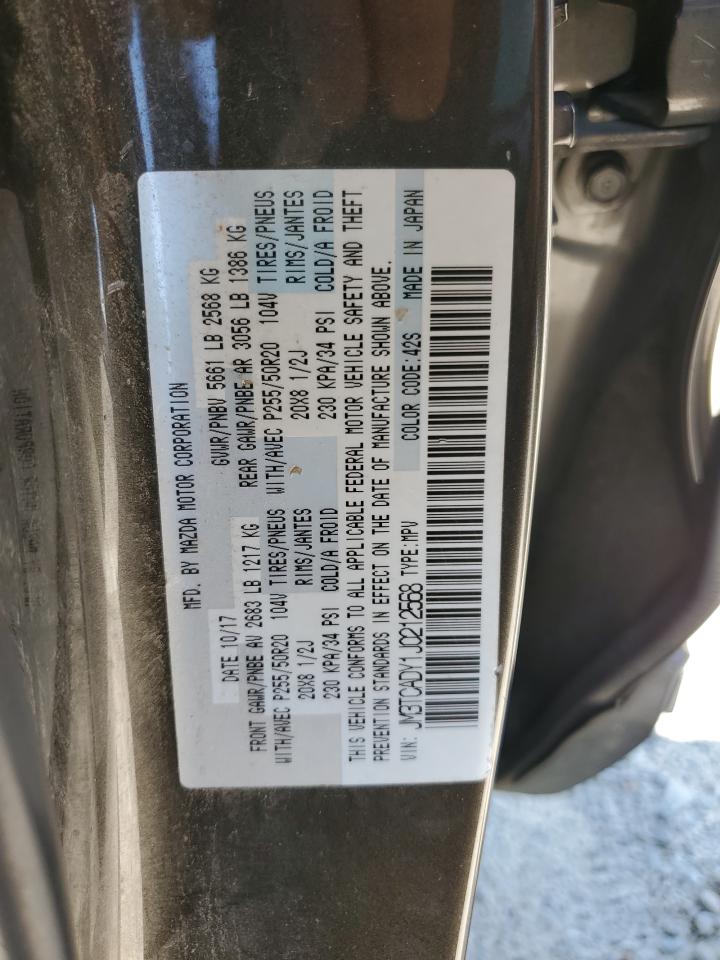 MFD. BY MAZDA MOTOR CORPORATION
DATE 10/17 GVWR/PNBV 5661 LB 2568 KG
FRONT GAWR/PNBE AV 2683 LB 1217 KG REAR GAWR/PNBE AR 3056 LB 1386 KG
WITH/AVEC P255/50R20 104V TIRES/PNEUS WITH/AVEC P255/50R20 104V TIRES/PNEUS
20X8 1/2J RIMS/JANTES 20X8 1/2J RIMS/JANTES
230 KPA/34 PSI COLD/A FROID 230 KPA/34 PSI COLD/A FROID
THIS VEHICLE CONFORMS TO ALL APPLICABLE FEDERAL MOTOR VEHICLE SAFETY AND THEFT
PREVENTION STANDARDS IN EFFECT ON THE DATE OF MANUFACTURE SHOWN ABOVE.
VIN: JM3TCADY1J0212568 TYPE:MPV COLOR CODE:42S MADE IN JAPAN